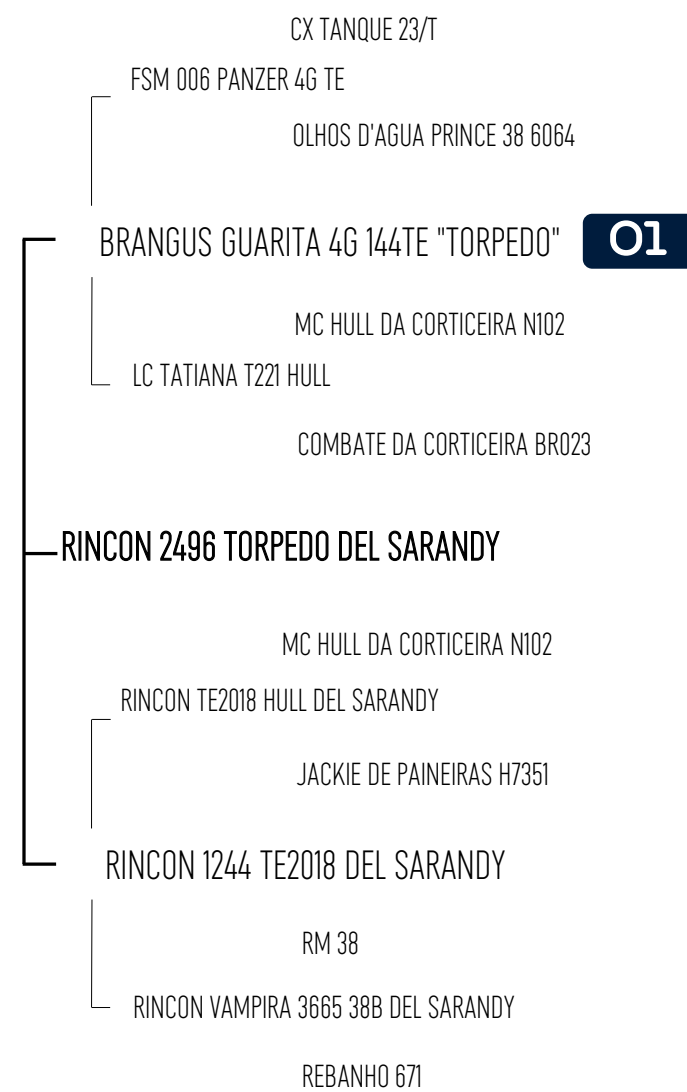 CX TANQUE 23/T
FSM 006 PANZER 4G TE
OLHOS D'AGUA PRINCE 38 6064
BRANGUS GUARITA 4G 144TE "TORPEDO"
01
MC HULL DA CORTICEIRA N102
LC TATIANA T221 HULL
COMBATE DA CORTICEIRA BR023
RINCON 2496 TORPEDO DEL SARANDY
MC HULL DA CORTICEIRA N102
RINCON TE2018 HULL DEL SARANDY
JACKIE DE PAINEIRAS H7351
RINCON 1244 TE2018 DEL SARANDY
RM 38
RINCON VAMPIRA 3665 38B DEL SARANDY
REBANHO 671